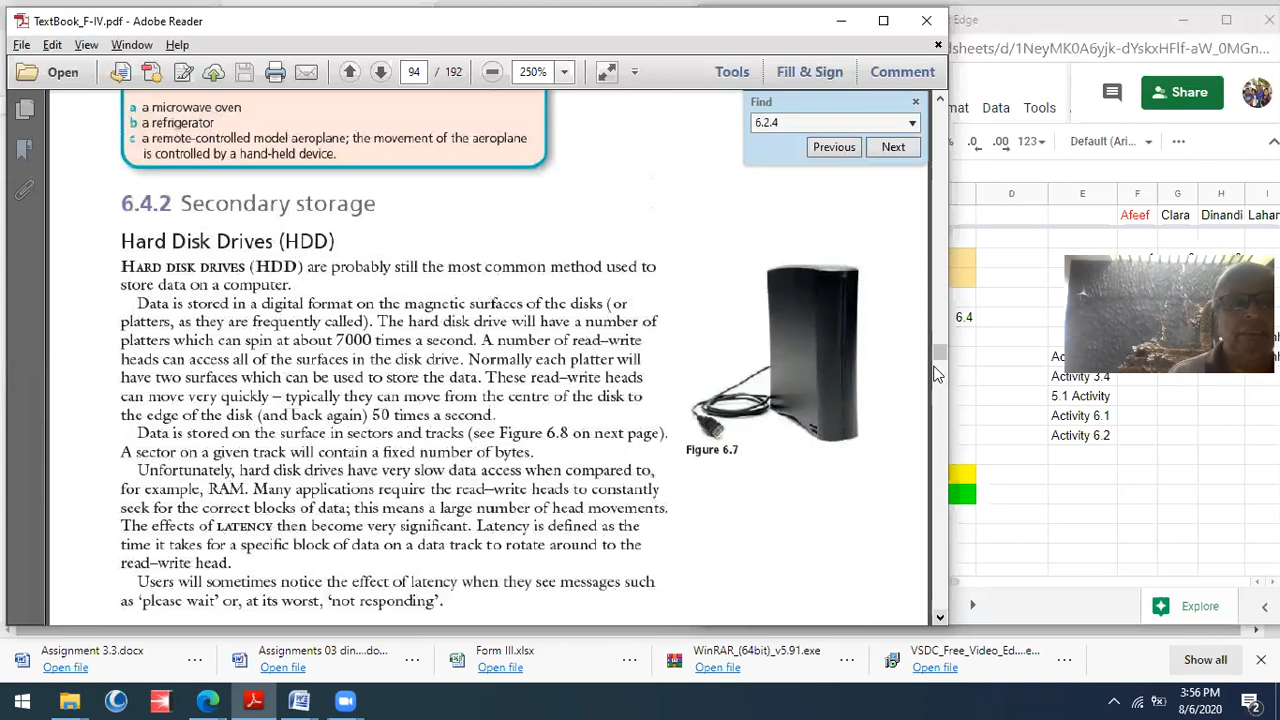 TextBook_F-IV.pdf - Adobe Reader
Edge
File Edit View Window Help
dsheets/d/1NeyMK0A6yjk-dYskxHFIf-aW_0MGn...
Open
94 / 192
250%
Tools Fill & Sign Comment
Share
Find
6.2.4
Previous Next
mat Data Tools
.0 .00 123 Default (Ari... ...
D E F G H I
Afeef Clara Dinandi Lahar
a a microwave oven
b a refrigerator
c a remote-controlled model aeroplane; the movement of the aeroplane
is controlled by a hand-held device.
6.4.2 Secondary storage
Hard Disk Drives (HDD)
HARD DISK DRIVES (HDD) are probably still the most common method used to
store data on a computer.
Data is stored in a digital format on the magnetic surfaces of the disks (or
platters, as they are frequently called). The hard disk drive will have a number of
platters which can spin at about 7000 times a second. A number of read–write
heads can access all of the surfaces in the disk drive. Normally each platter will
have two surfaces which can be used to store the data. These read–write heads
can move very quickly – typically they can move from the centre of the disk to
the edge of the disk (and back again) 50 times a second.
Data is stored on the surface in sectors and tracks (see Figure 6.8 on next page).
A sector on a given track will contain a fixed number of bytes.
Unfortunately, hard disk drives have very slow data access when compared to,
for example, RAM. Many applications require the read–write heads to constantly
seek for the correct blocks of data; this means a large number of head movements.
The effects of LATENCY then become very significant. Latency is defined as the
time it takes for a specific block of data on a data track to rotate around to the
read–write head.
Users will sometimes notice the effect of latency when they see messages such
as ‘please wait’ or, at its worst, ‘not responding’.
Figure 6.7
6.4
Activity 3.4
5.1 Activity
Activity 6.1
Activity 6.2
Explore
Assignment 3.3.docx
Open file
Assignments 03 din....do...
Open file
Form III.xlsx
Open file
WinRAR_(64bit)_v5.91.exe
Open file
VSDC_Free_Video_Ed....e...
Open file
Show all
3:56 PM
8/6/2020
2